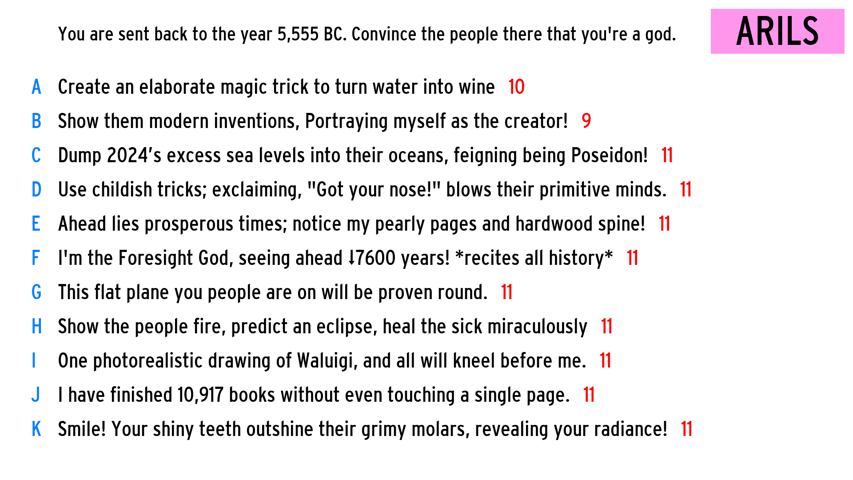 You are sent back to the year 5,555 BC. Convince the people there that you're a god.
ARILS
A Create an elaborate magic trick to turn water into wine 10
B Show them modern inventions, Portraying myself as the creator! 9
C Dump 2024's excess sea levels into their oceans, feigning being Poseidon! 11
D Use childish tricks; exclaiming, "Got your nose!" blows their primitive minds. 11
E Ahead lies prosperous times; notice my pearly pages and hardwood spine! 11
F I'm the Foresight God, seeing ahead ⇂7600 years! *recites all history* 11
G This flat plane you people are on will be proven round. 11
H Show the people fire, predict an eclipse, heal the sick miraculously 11
I One photorealistic drawing of Waluigi, and all will kneel before me. 11
J I have finished 10,917 books without even touching a single page. 11
K Smile! Your shiny teeth outshine their grimy molars, revealing your radiance! 11